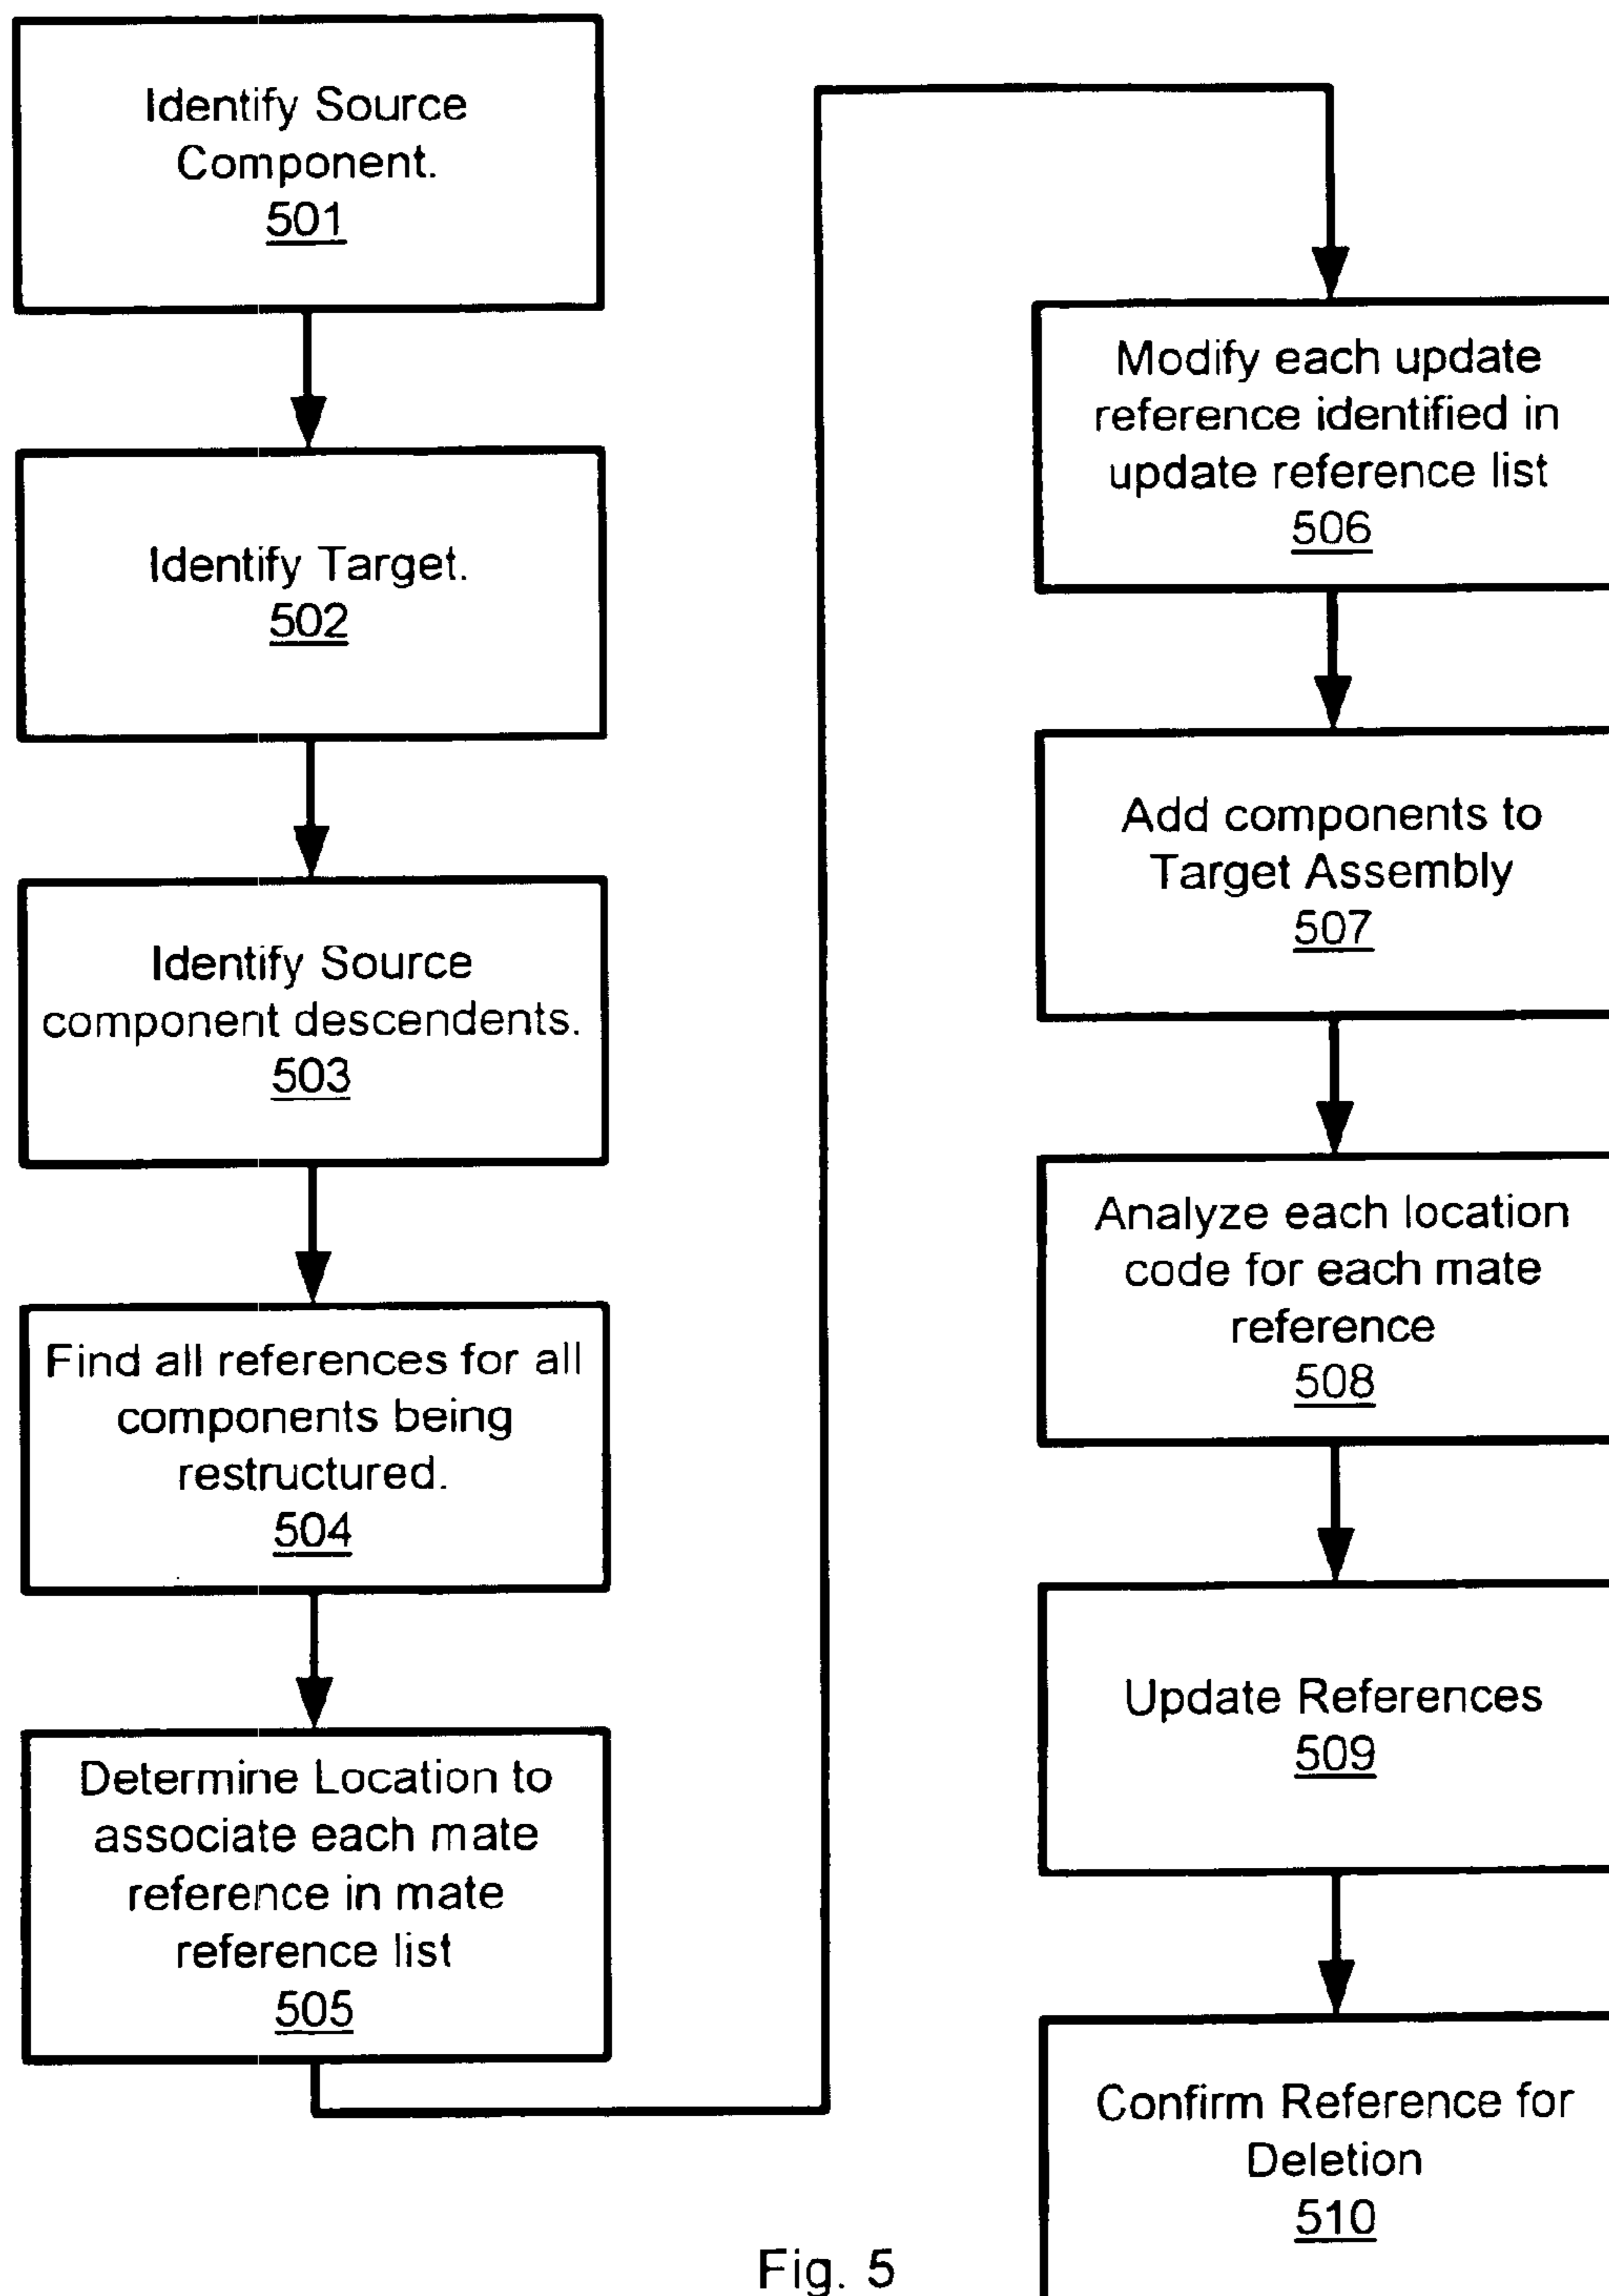 Identify Source
Component.
501
Identify Target.
502
Identify Source
component descendents.
503
Find all references for all
components being
restructured.
504
Determine Location to
associate each mate
reference in mate
reference list
505
Modify each update
reference identified in
update reference list
506
Add components to
Target Assembly
507
Analyze each location
code for each mate
reference
508
Update References
509
Confirm Reference for
Deletion
510
Fig. 5